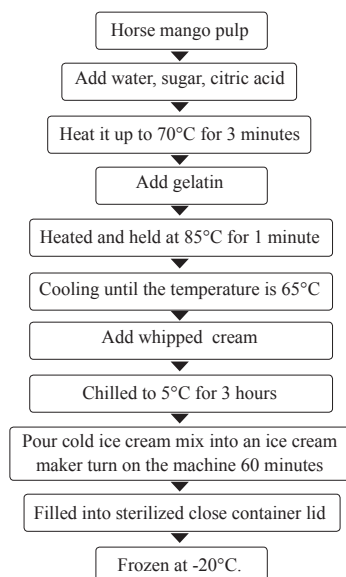 Horse mango pulp
Add water, sugar, citric acid
Heat it up to 70°C for 3 minutes
Add gelatin
Heated and held at 85°C for 1 minute
Cooling until the temperature is 65°C
Add whipped cream
Chilled to 5°C for 3 hours
Pour cold ice cream mix into an ice cream
maker turn on the machine 60 minutes
Filled into sterilized close container lid
Frozen at -20°C.